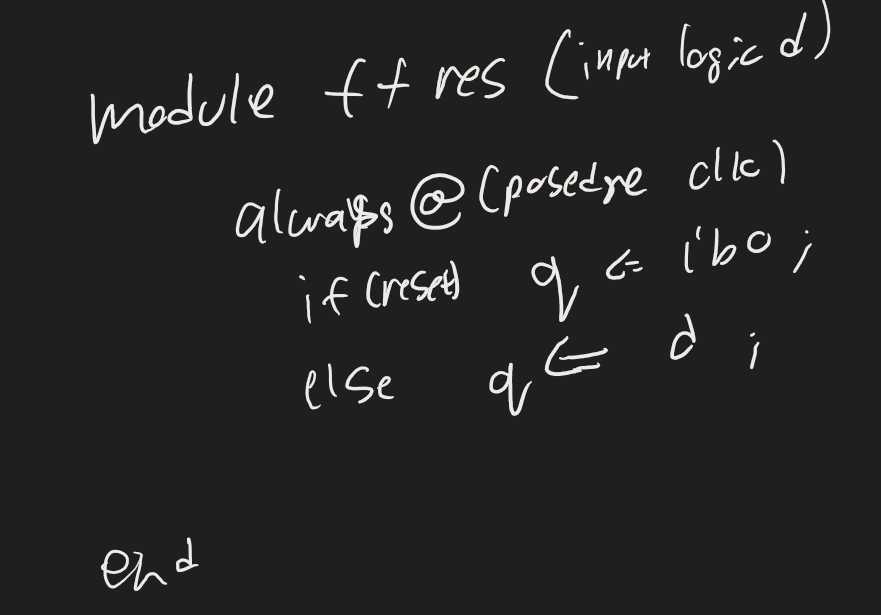 module ff res (input logic d)
always @ (posedge clk)
if (reset) q <= 1'b0 ;
else q <= d ;
end